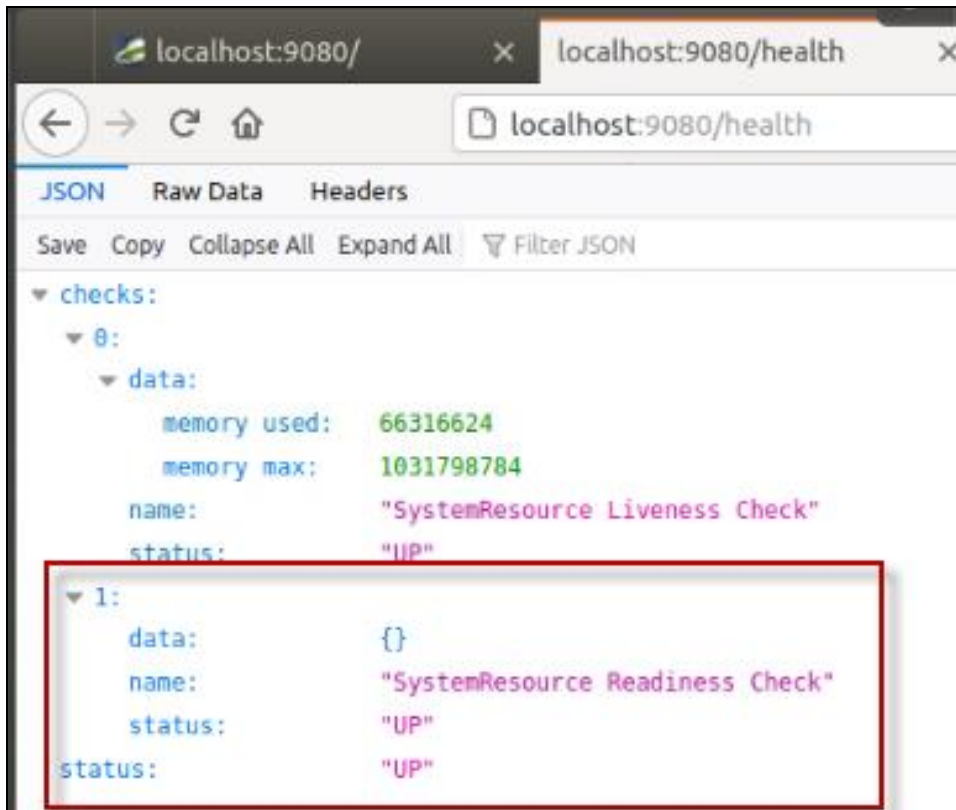 localhost:9080/ localhost:9080/health
localhost:9080/health
JSON Raw Data Headers
Save Copy Collapse All Expand All Filter JSON
checks:
0:
data:
memory used: 66316624
memory max: 1031798784
name: "SystemResource Liveness Check"
status: "UP"
1:
data: {}
name: "SystemResource Readiness Check"
status: "UP"
status: "UP"